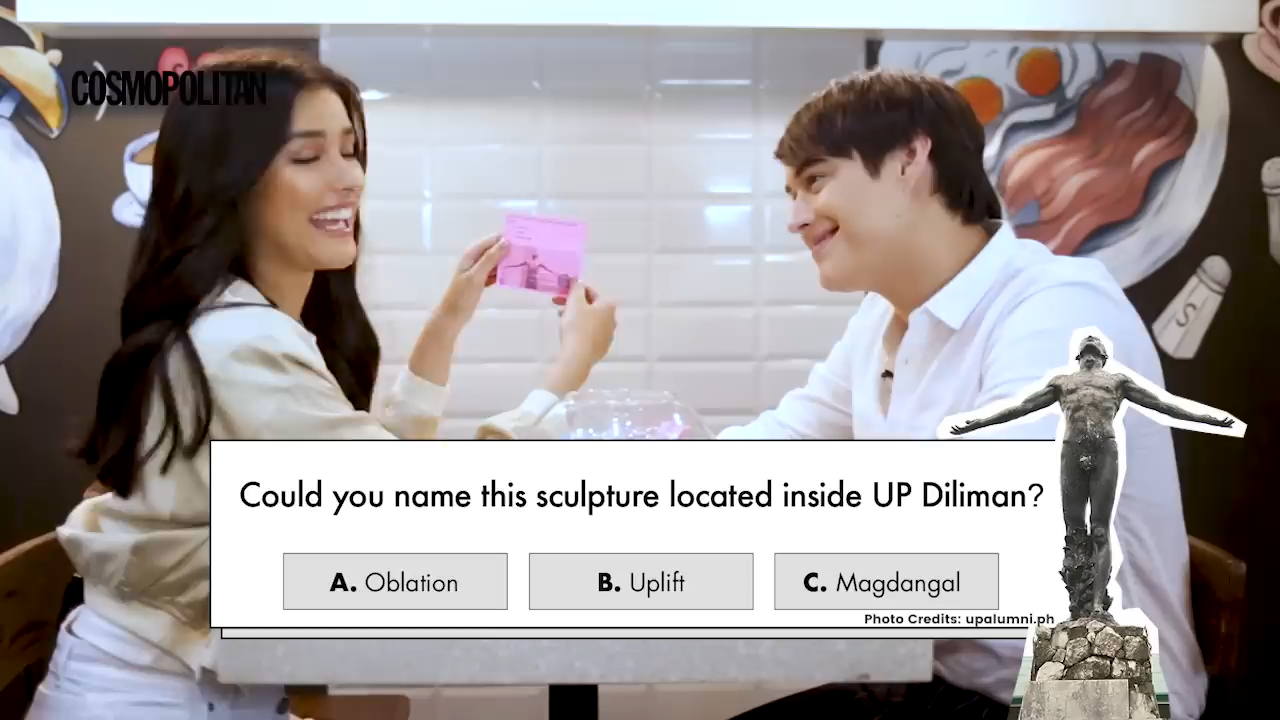 COSMOPOLITAN
Could you name this sculpture located inside UP Diliman?
A. Oblation
B. Uplift
C. Magdangal
Photo Credits: upalumni.ph
S